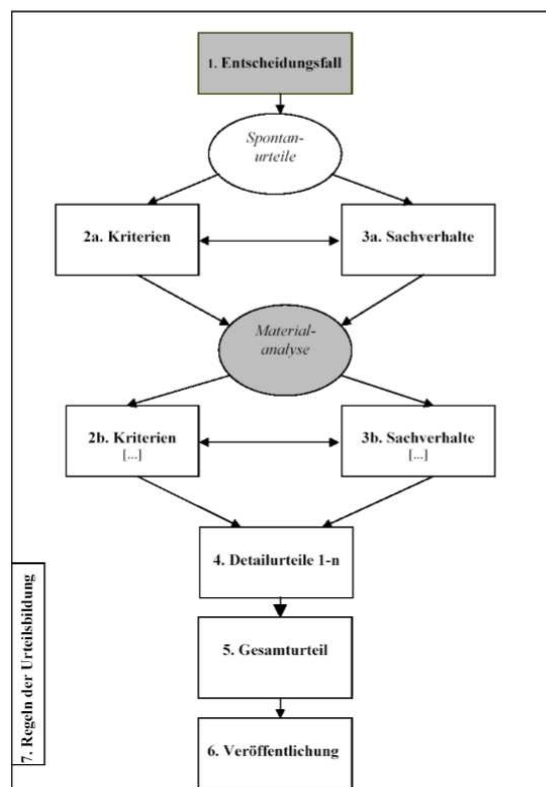 1. Entscheidungsfall
Spontan-
urteile
2a. Kriterien
3a. Sachverhalte
Material-
analyse
2b. Kriterien
[...]
3b. Sachverhalte
[...]
4. Detailurteile 1-n
5. Gesamturteil
6. Veröffentlichung
7. Regeln der Urteilsbildung